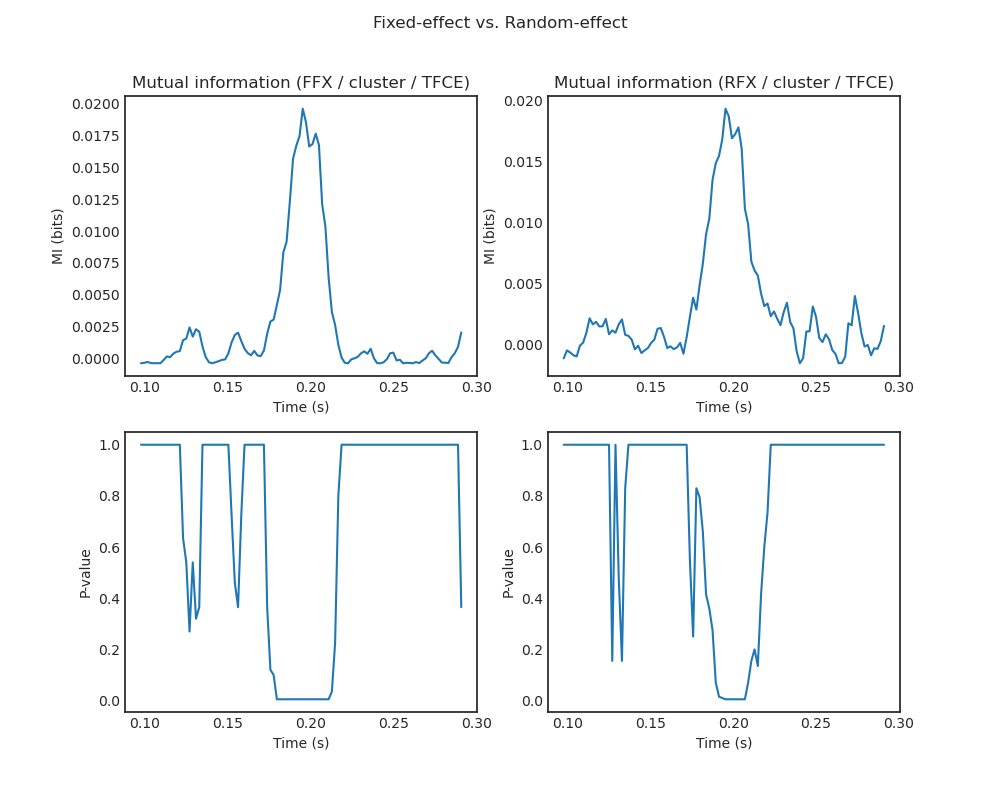 Fixed-effect vs. Random-effect
Mutual information (FFX / cluster / TFCE)
MI (bits)
0.0200
0.0175
0.0150
0.0125
0.0100
0.0075
0.0050
0.0025
0.0000
0.10 0.15 0.20 0.25 0.30
Time (s)
Mutual information (RFX / cluster / TFCE)
MI (bits)
0.020
0.015
0.010
0.005
0.000
0.10 0.15 0.20 0.25 0.30
Time (s)
P-value
1.0
0.8
0.6
0.4
0.2
0.0
0.10 0.15 0.20 0.25 0.30
Time (s)
P-value
1.0
0.8
0.6
0.4
0.2
0.0
0.10 0.15 0.20 0.25 0.30
Time (s)